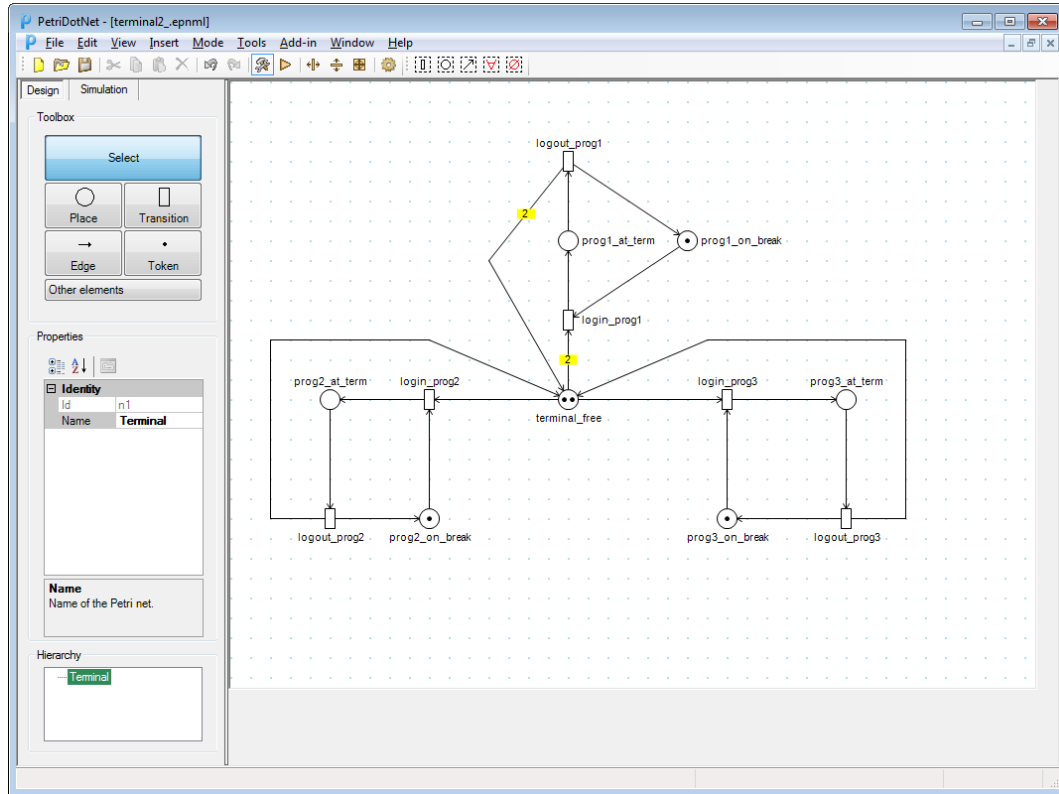 PetriDotNet - [terminal2_.epnml]
File Edit View Insert Mode Tools Add-in Window Help
Design Simulation
Toolbox
Select
Place Transition
Edge Token
Other elements
Properties
Identity
Id n1
Name Terminal
Name
Name of the Petri net.
Hierarchy
Terminal
logout_prog1
2
prog1_at_term prog1_on_break
login_prog1
2
prog2_at_term login_prog2 login_prog3 prog3_at_term
terminal_free
logout_prog2 prog2_on_break prog3_on_break logout_prog3